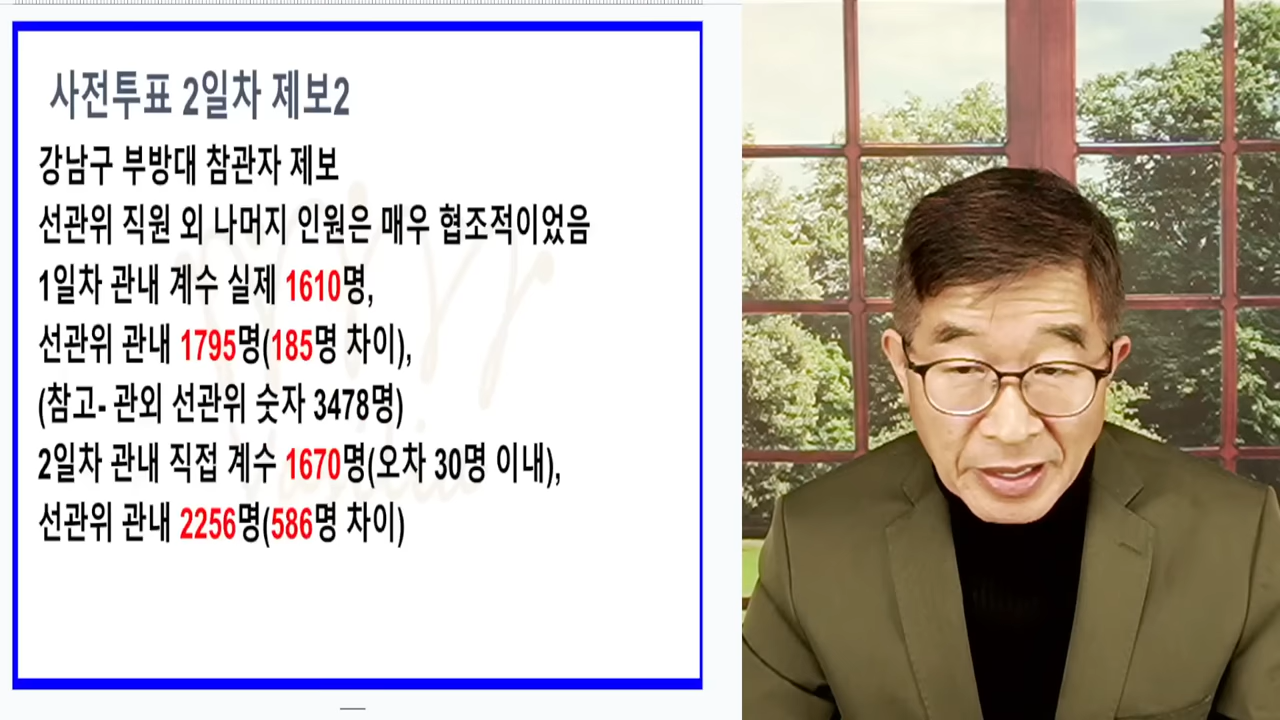 사전투표 2일차 제보2
강남구 부방대 참관자 제보
선관위 직원 외 나머지 인원은 매우 협조적이었음
1일차 관내 계수 실제 1610명,
선관위 관내 1795명(185명 차이),
(참고- 관외 선관위 숫자 3478명)
2일차 관내 직접 계수 1670명(오차 30명 이내),
선관위 관내 2256명(586명 차이)